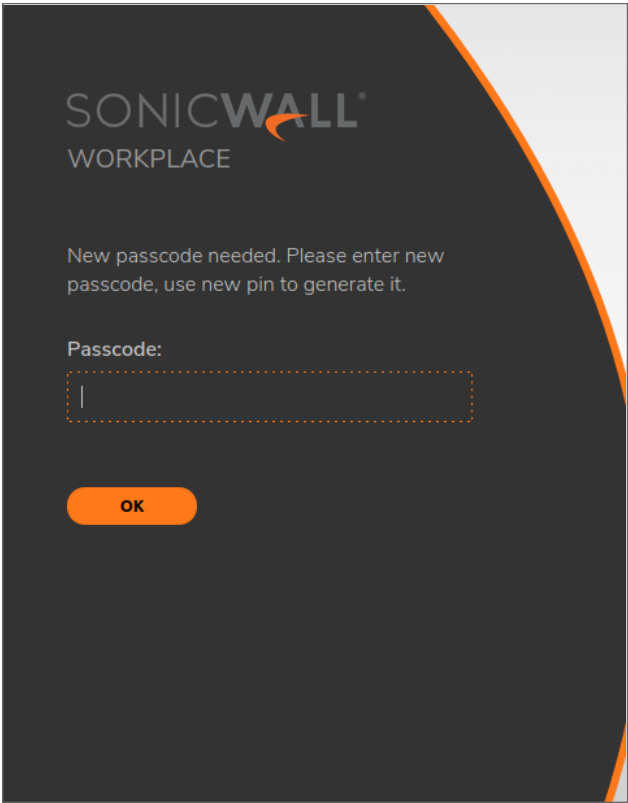 SONICWALL®
WORKPLACE
New passcode needed. Please enter new
passcode, use new pin to generate it.
Passcode:
OK